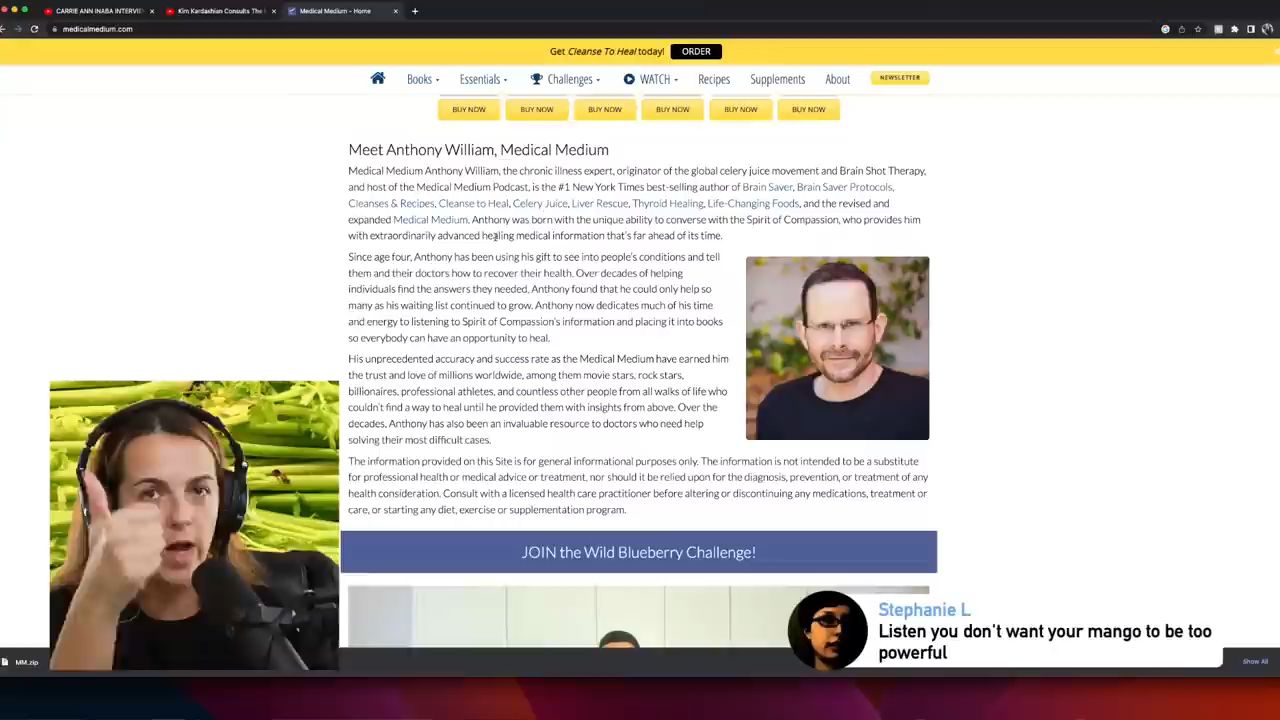 CARRIE ANN INABA INTERVIEW
Kim Kardashian Consults The
Medical Medium - Home
medicalmedium.com
Get Cleanse To Heal today! ORDER
Books Essentials Challenges WATCH Recipes Supplements About NEWSLETTER
BUY NOW BUY NOW BUY NOW BUY NOW BUY NOW BUY NOW
Meet Anthony William, Medical Medium
Medical Medium Anthony William, the chronic illness expert, originator of the global celery juice movement and Brain Shot Therapy,
and host of the Medical Medium Podcast, is the #1 New York Times best-selling author of Brain Saver, Brain Saver Protocols,
Cleanses & Recipes, Cleanse to Heal, Celery Juice, Liver Rescue, Thyroid Healing, Life-Changing Foods, and the revised and
expanded Medical Medium. Anthony was born with the unique ability to converse with the Spirit of Compassion, who provides him
with extraordinarily advanced healing medical information that's far ahead of its time.
Since age four, Anthony has been using his gift to see into people's conditions and tell
them and their doctors how to recover their health. Over decades of helping
individuals find the answers they needed, Anthony found that he could only help so
many as his waiting list continued to grow. Anthony now dedicates much of his time
and energy to listening to Spirit of Compassion's information and placing it into books
so everybody can have an opportunity to heal.
His unprecedented accuracy and success rate as the Medical Medium have earned him
the trust and love of millions worldwide, among them movie stars, rock stars,
billionaires, professional athletes, and countless other people from all walks of life who
couldn't find a way to heal until he provided them with insights from above. Over the
decades, Anthony has also been an invaluable resource to doctors who need help
solving their most difficult cases.
The information provided on this Site is for general informational purposes only. The information is not intended to be a substitute
for professional health or medical advice or treatment, nor should it be relied upon for the diagnosis, prevention, or treatment of any
health consideration. Consult with a licensed health care practitioner before altering or discontinuing any medications, treatment or
care, or starting any diet, exercise or supplementation program.
JOIN the Wild Blueberry Challenge!
Stephanie L
Listen you don't want your mango to be too
powerful
MM.zip
Show All